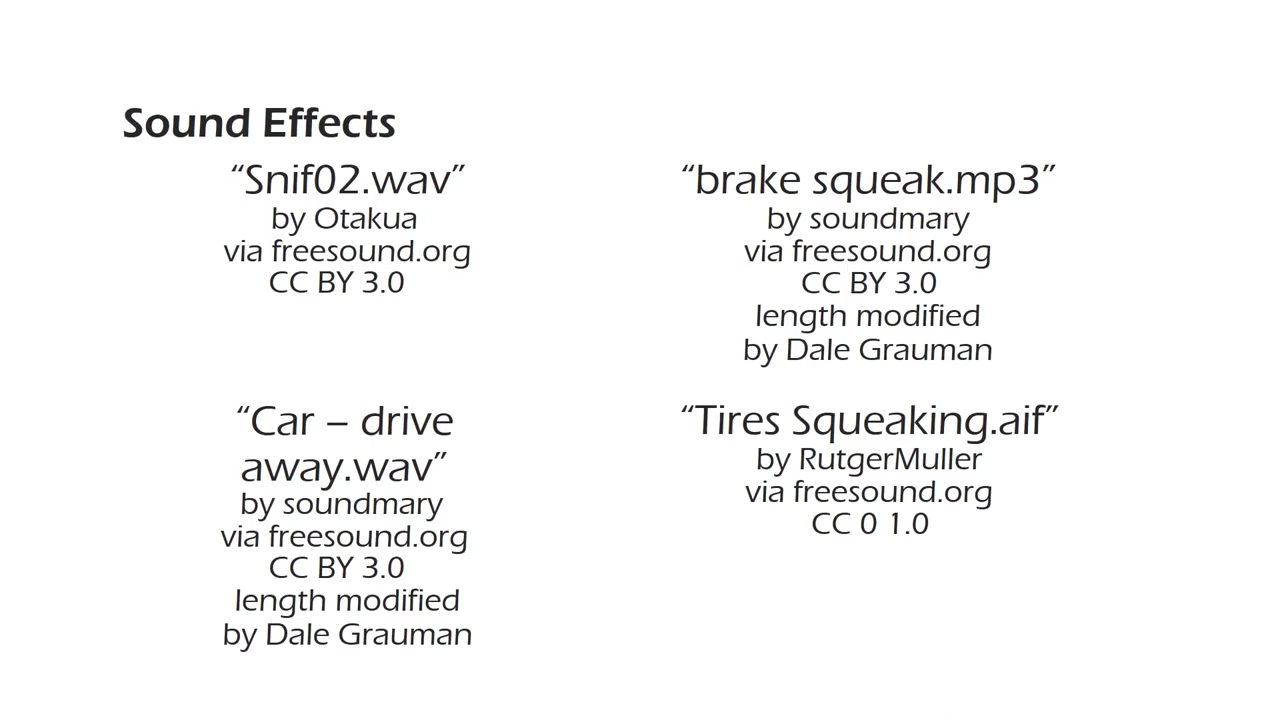 Sound Effects
“Snif02.wav”
by Otakua
via freesound.org
CC BY 3.0
“brake squeak.mp3”
by soundmary
via freesound.org
CC BY 3.0
length modified
by Dale Grauman
“Car – drive
away.wav”
by soundmary
via freesound.org
CC BY 3.0
length modified
by Dale Grauman
“Tires Squeaking.aif”
by RutgerMuller
via freesound.org
CC 0 1.0